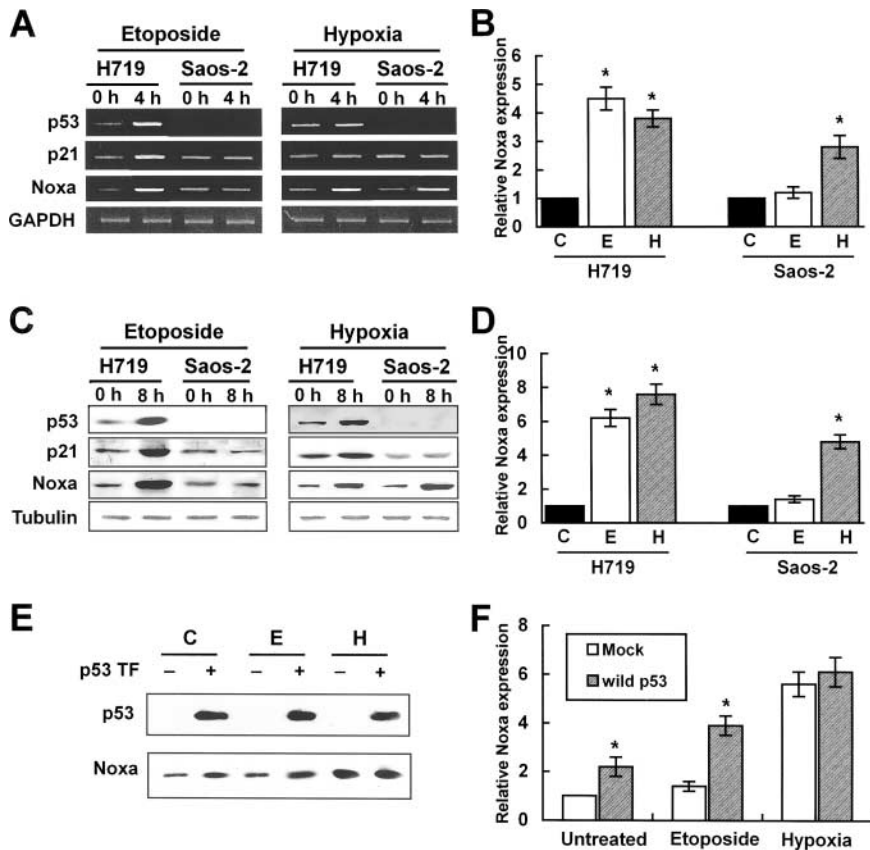 A
Etoposide
Hypoxia
H719 Saos-2 H719 Saos-2
0 h 4 h 0 h 4 h 0 h 4 h 0 h 4 h
p53
p21
Noxa
GAPDH
B
Relative Noxa expression
6
5
4
3
2
1
0
* * *
C E H C E H
H719 Saos-2
C
Etoposide
Hypoxia
H719 Saos-2 H719 Saos-2
0 h 8 h 0 h 8 h 0 h 8 h 0 h 8 h
p53
p21
Noxa
Tubulin
D
Relative Noxa expression
10
8
6
4
2
0
* * *
C E H C E H
H719 Saos-2
E
C E H
p53 TF – + – + – +
p53
Noxa
F
Relative Noxa expression
8
6
4
2
0
Mock
wild p53
* *
Untreated Etoposide Hypoxia